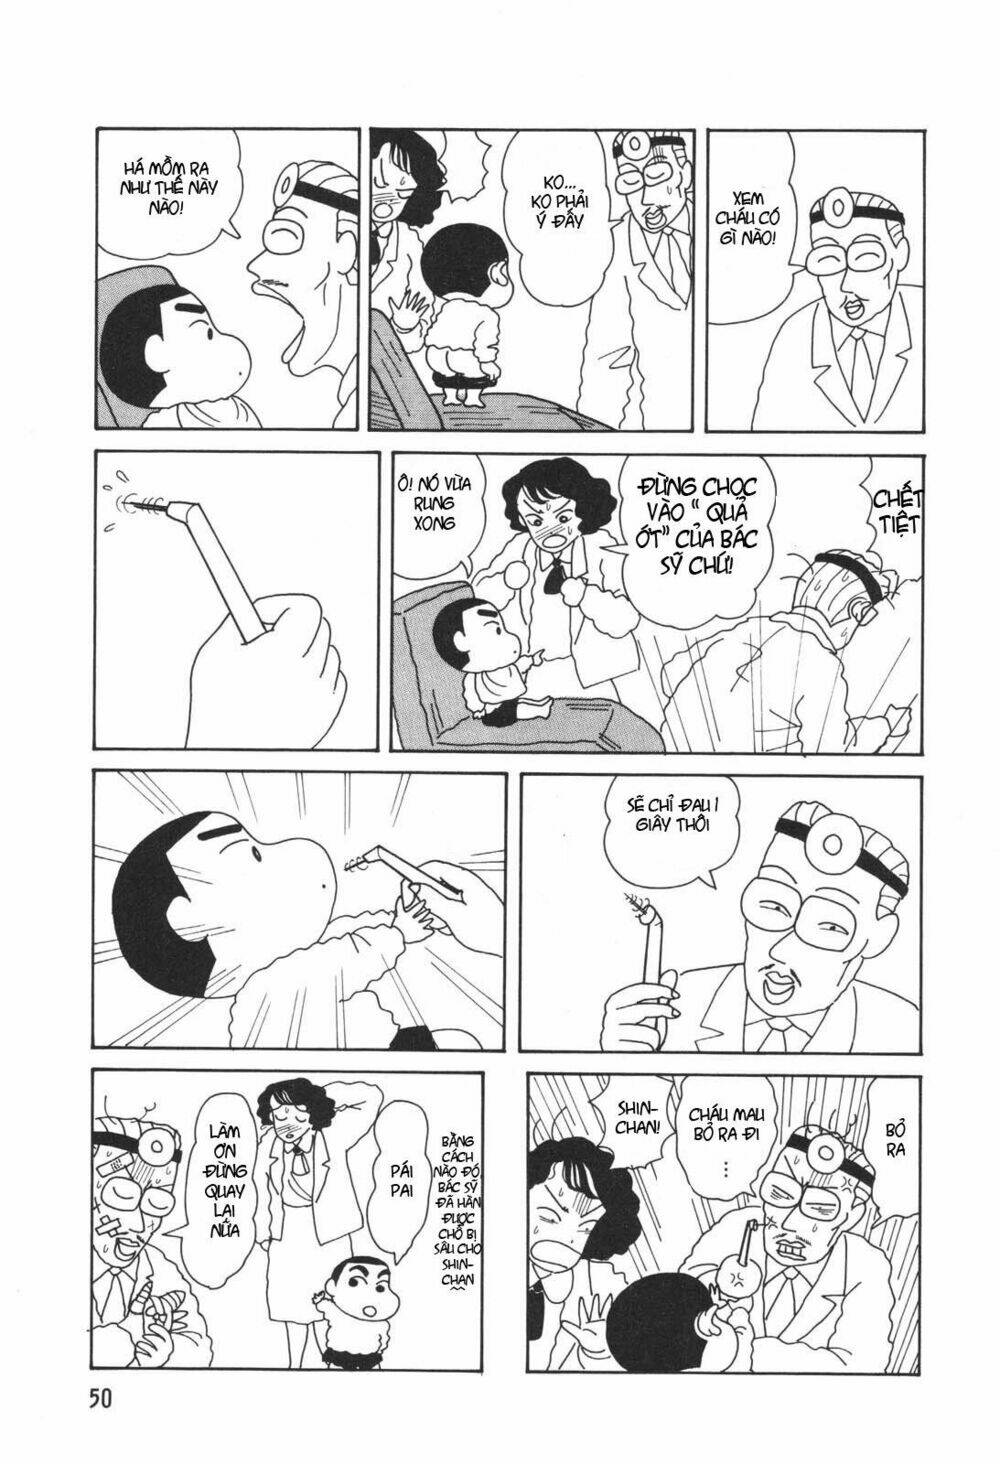 XEM
CHÁU CÓ
GÌ NÀO!
KO...
KO PHẢI
Ý ĐẤY
HÁ MỒM RA
NHƯ THẾ NÀY
NÀO!
CHẾT
TIỆT
ĐỪNG CHỌC
VÀO " QUẢ
ỚT" CỦA BÁC
SỸ CHỨ!
Ô! NÓ VỪA
RUNG
XONG
SẼ CHỈ ĐAU 1
GIÂY THÔI
BỎ
RA
CHÁU MAU
BỎ RA ĐI
...
SHIN-
CHAN!
BẰNG
CÁCH
NÀO ĐÓ,
BÁC SỸ
ĐÃ HÀN
ĐƯỢC
CHỖ BỊ
SÂU CHO
SHIN-
CHAN
PÁI
PAI
LÀM
ƠN
ĐỪNG
QUAY
LẠI
NỮA
50